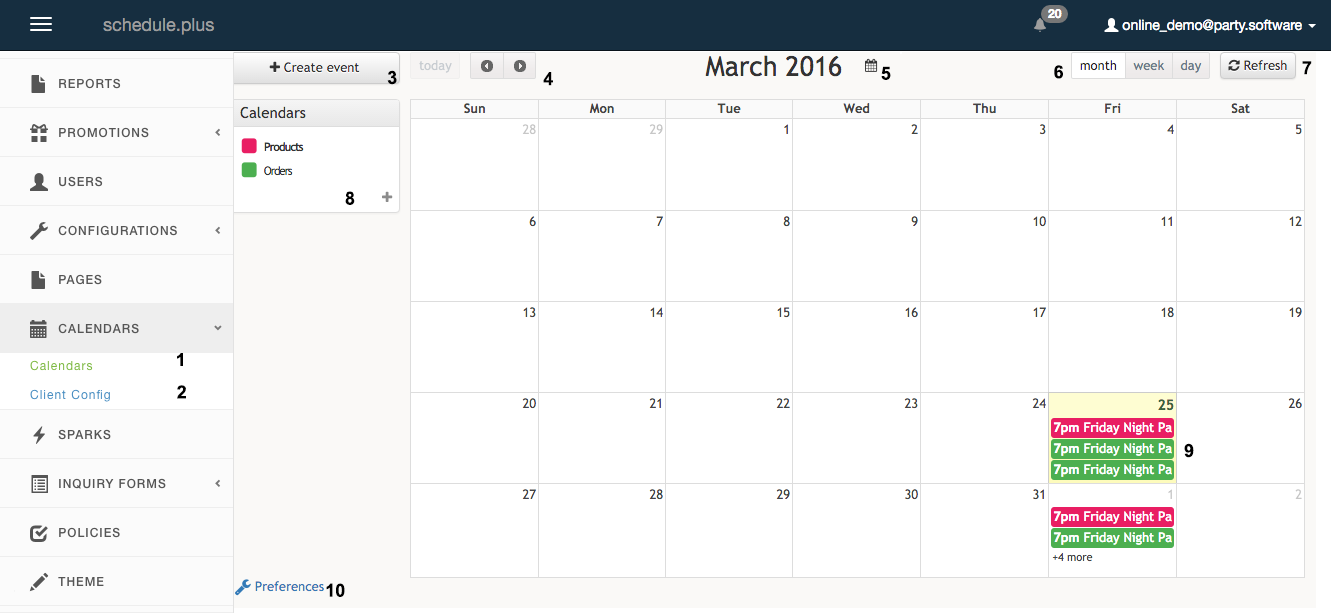 schedule.plus
20
online_demo@party.software
REPORTS
PROMOTIONS
USERS
CONFIGURATIONS
PAGES
CALENDARS
Calendars 1
Client Config 2
SPARKS
INQUIRY FORMS
POLICIES
THEME
+ Create event 3
Calendars
Products
Orders
8 +
Preferences 10
today 4 March 2016 5 6 month week day Refresh 7
Sun Mon Tue Wed Thu Fri Sat
28 29 1 2 3 4 5
6 7 8 9 10 11 12
13 14 15 16 17 18 19
20 21 22 23 24 25 26
7pm Friday Night Pa
7pm Friday Night Pa 9
7pm Friday Night Pa
27 28 29 30 31 1 2
7pm Friday Night Pa
7pm Friday Night Pa
+4 more